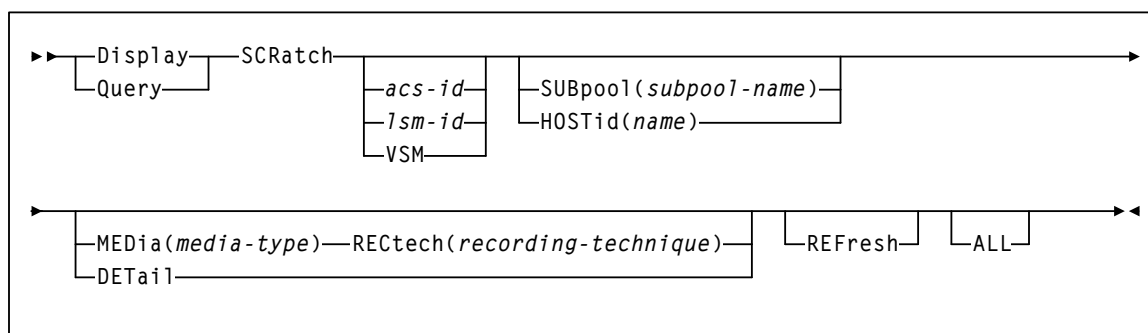 Display SCRatch
Query acs-id SUBpool(subpool-name)
lsm-id HOSTid(name)
VSM
MEDia(media-type) RECtech(recording-technique) REFresh ALL
DETail